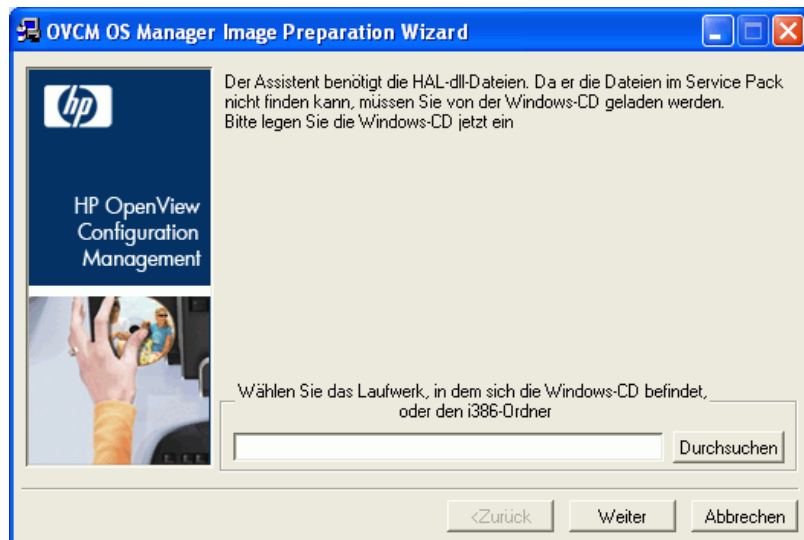 OVCM OS Manager Image Preparation Wizard
hp
HP OpenView
Configuration
Management
Der Assistent benötigt die HAL-dll-Dateien. Da er die Dateien im Service Pack
nicht finden kann, müssen Sie von der Windows-CD geladen werden.
Bitte legen Sie die Windows-CD jetzt ein
Wählen Sie das Laufwerk, in dem sich die Windows-CD befindet,
oder den i386-Ordner
Durchsuchen
<Zurück
Weiter
Abbrechen